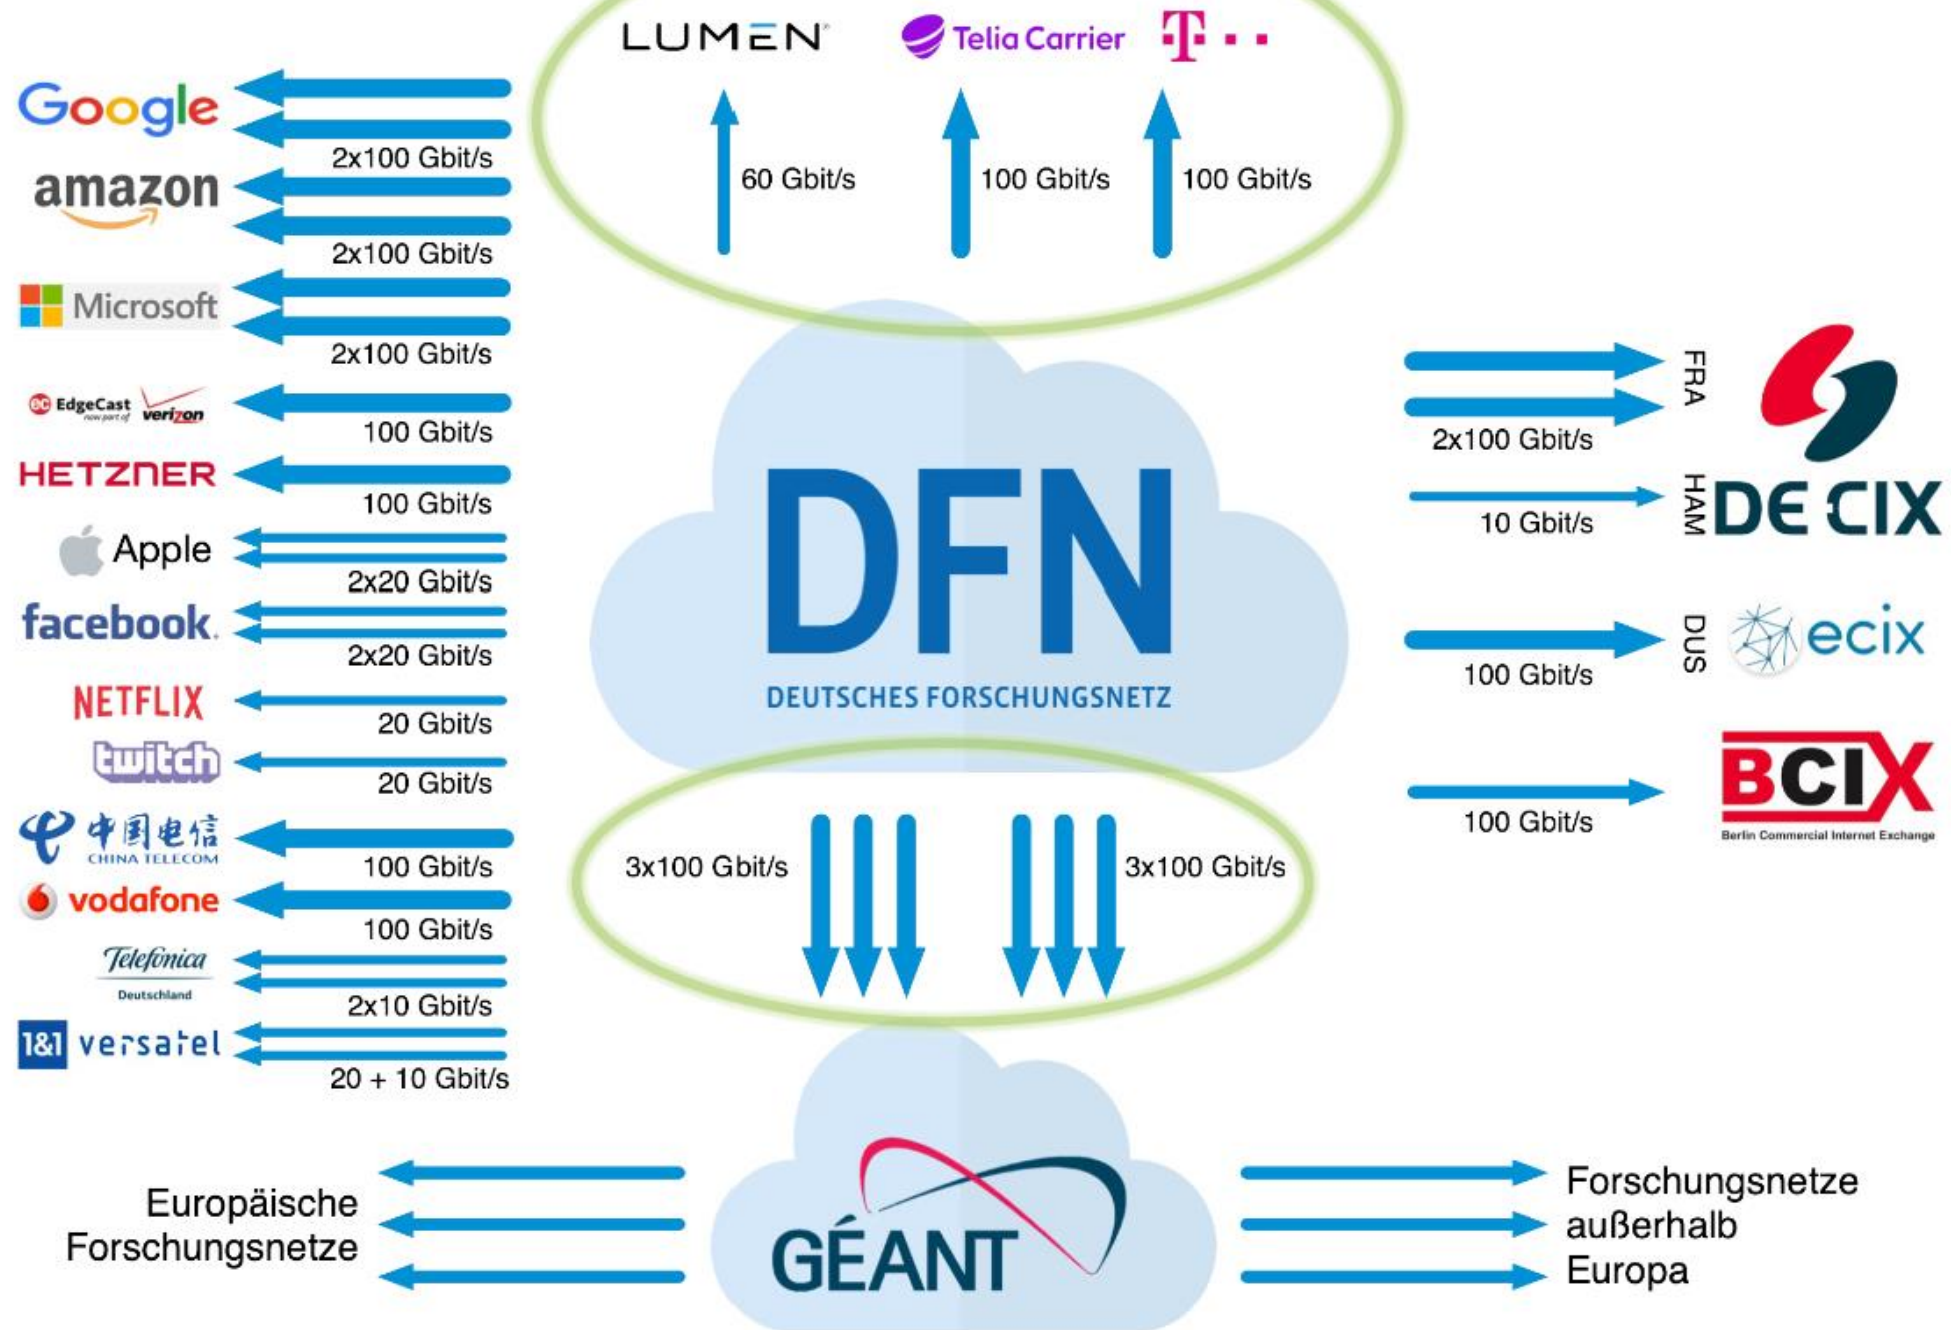 LUMEN
Telia Carrier
T
60 Gbit/s
100 Gbit/s
100 Gbit/s
Google
2x100 Gbit/s
amazon
2x100 Gbit/s
Microsoft
2x100 Gbit/s
EdgeCast
now part of verizon
100 Gbit/s
HETZNER
100 Gbit/s
Apple
2x20 Gbit/s
facebook.
2x20 Gbit/s
NETFLIX
20 Gbit/s
twitch
20 Gbit/s
中国电信
CHINA TELECOM
100 Gbit/s
vodafone
100 Gbit/s
Telefónica
Deutschland
2x10 Gbit/s
1&1 versatel
20 + 10 Gbit/s
DFN
DEUTSCHES FORSCHUNGSNETZ
FRA
2x100 Gbit/s
HAM
10 Gbit/s
DE CIX
DUS
ecix
100 Gbit/s
BCIX
Berlin Commercial Internet Exchange
100 Gbit/s
3x100 Gbit/s
3x100 Gbit/s
GÉANT
Europäische
Forschungsnetze
Forschungsnetze
außerhalb
Europa